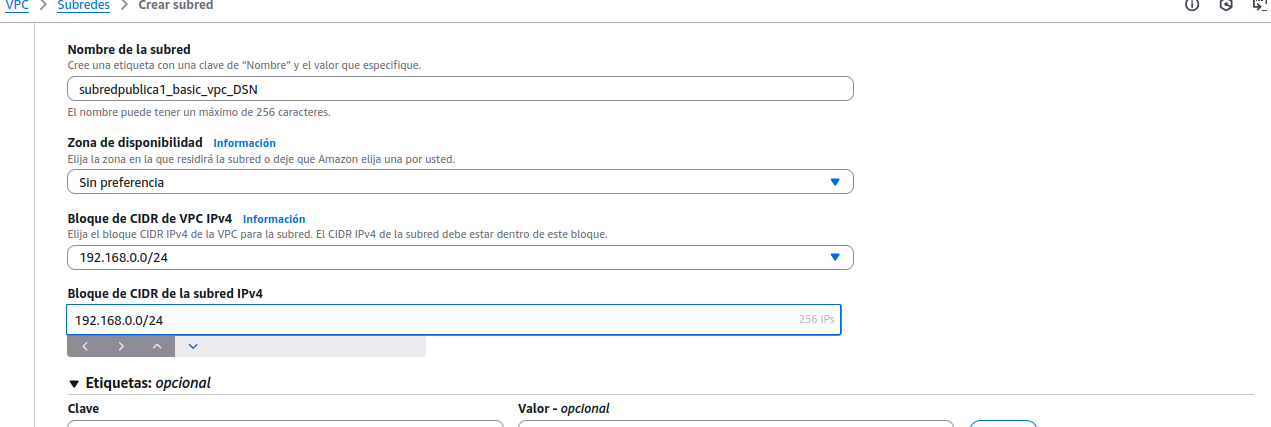 VPC > Subredes > Crear subred
Nombre de la subred
Cree una etiqueta con una clave de “Nombre” y el valor que especifique.
subredpublica1_basic_vpc_DSN
El nombre puede tener un máximo de 256 caracteres.
Zona de disponibilidad Información
Elija la zona en la que residirá la subred o deje que Amazon elija una por usted.
Sin preferencia
Bloque de CIDR de VPC IPv4 Información
Elija el bloque CIDR IPv4 de la VPC para la subred. El CIDR IPv4 de la subred debe estar dentro de este bloque.
192.168.0.0/24
Bloque de CIDR de la subred IPv4
192.168.0.0/24 256 IPs
Etiquetas: opcional
Clave Valor - opcional